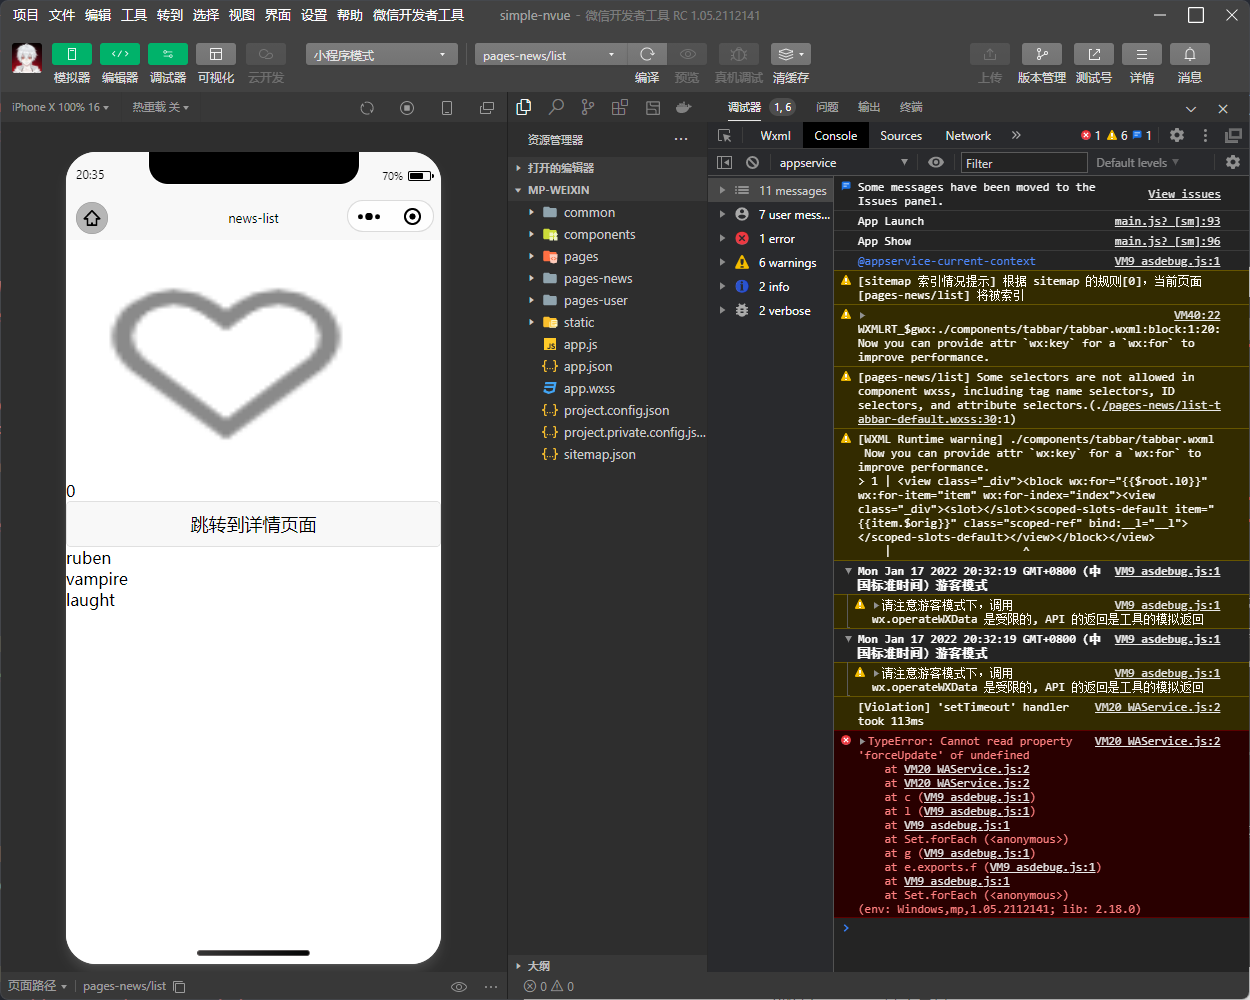 项目 文件 编辑 工具 转到 选择 视图 界面 设置 帮助 微信开发者工具 simple-nvue - 微信开发者工具 RC 1.05.2112141
小程序模式 pages-news/list
模拟器 编辑器 调试器 可视化 云开发 编译 预览 真机调试 清缓存 上传 版本管理 测试号 详情 消息
iPhone X 100% 16 热重载 关
20:35 70%
news-list
0
跳转到详情页面
ruben
vampire
laught
页面路径 pages-news/list
资源管理器 ···
打开的编辑器
MP-WEIXIN
common
components
pages
pages-news
pages-user
static
app.js
app.json
app.wxss
project.config.json
project.private.config.js...
sitemap.json
大纲
0 0
调试器 1, 6 问题 输出 终端
Wxml Console Sources Network » 1 6 1
appservice Filter Default levels
11 messages
7 user mess...
1 error
6 warnings
2 info
2 verbose
Some messages have been moved to the View issues
Issues panel.
App Launch main.js? [sm]:93
App Show main.js? [sm]:96
@appservice-current-context VM9 asdebug.js:1
[sitemap 索引情况提示] 根据 sitemap 的规则[0]，当前页面
[pages-news/list] 将被索引
VM40:22
WXMLRT_$gwx:./components/tabbar/tabbar.wxml:block:1:20:
Now you can provide attr `wx:key` for a `wx:for` to
improve performance.
[pages-news/list] Some selectors are not allowed in
component wxss, including tag name selectors, ID
selectors, and attribute selectors.(./pages-news/list-t
abbar-default.wxss:30:1)
[WXML Runtime warning] ./components/tabbar/tabbar.wxml
Now you can provide attr `wx:key` for a `wx:for` to
improve performance.
> 1 | <view class="_div"><block wx:for="{{$root.l0}}"
wx:for-item="item" wx:for-index="index"><view
class="_div"><slot></slot><scoped-slots-default item="
{{item.$orig}}" class="scoped-ref" bind:__l="__l">
</scoped-slots-default></view></block></view>
| ^
Mon Jan 17 2022 20:32:19 GMT+0800 (中 VM9 asdebug.js:1
国标准时间) 游客模式
请注意游客模式下，调用 VM9 asdebug.js:1
wx.operateWXData 是受限的, API 的返回是工具的模拟返回
Mon Jan 17 2022 20:32:19 GMT+0800 (中 VM9 asdebug.js:1
国标准时间) 游客模式
请注意游客模式下，调用 VM9 asdebug.js:1
wx.operateWXData 是受限的, API 的返回是工具的模拟返回
[Violation] 'setTimeout' handler VM20 WAService.js:2
took 113ms
TypeError: Cannot read property VM20 WAService.js:2
'forceUpdate' of undefined
at VM20 WAService.js:2
at VM20 WAService.js:2
at c (VM9 asdebug.js:1)
at l (VM9 asdebug.js:1)
at VM9 asdebug.js:1
at Set.forEach (<anonymous>)
at g (VM9 asdebug.js:1)
at e.exports.f (VM9 asdebug.js:1)
at VM9 asdebug.js:1
at Set.forEach (<anonymous>)
(env: Windows,mp,1.05.2112141; lib: 2.18.0)